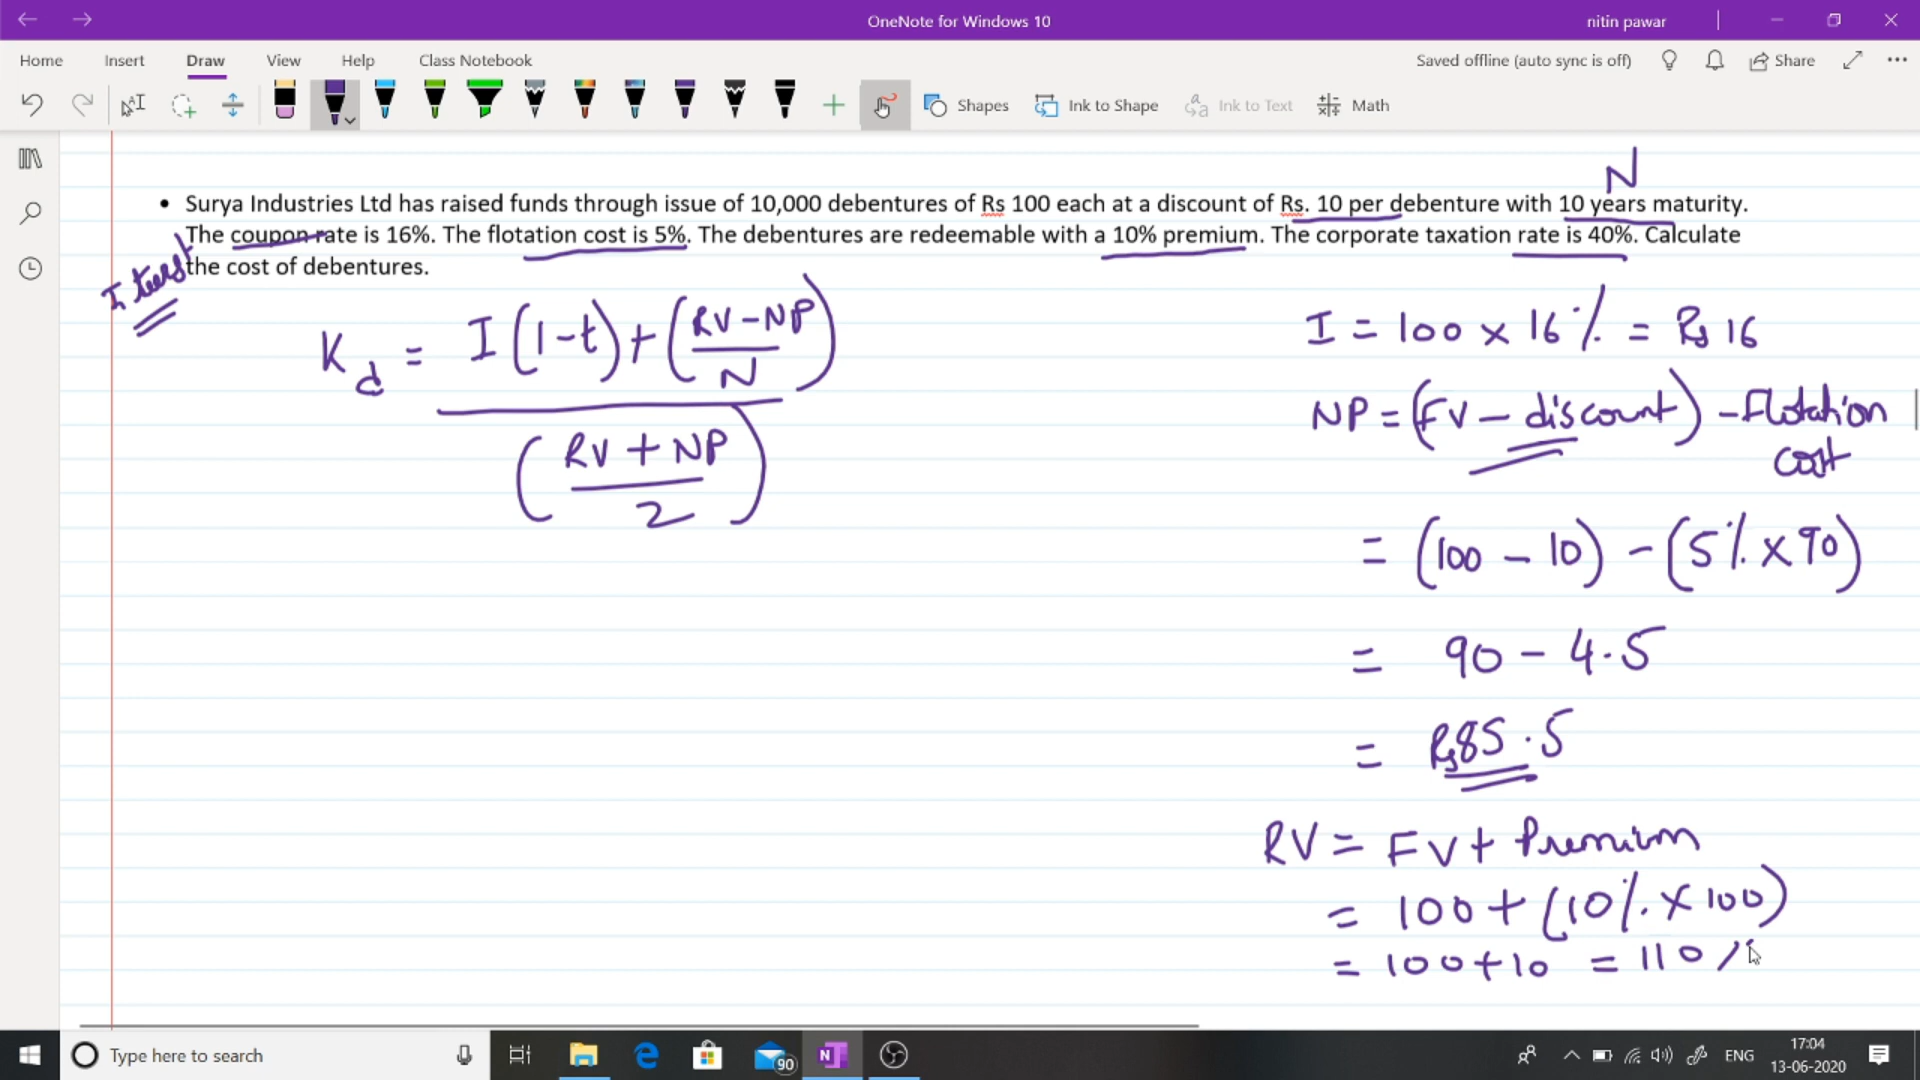 OneNote for Windows 10
nitin pawar
Home Insert Draw View Help Class Notebook
Saved offline (auto sync is off) Share
Shapes Ink to Shape Ink to Text Math
N
• Surya Industries Ltd has raised funds through issue of 10,000 debentures of Rs 100 each at a discount of Rs. 10 per debenture with 10 years maturity.
The coupon rate is 16%. The flotation cost is 5%. The debentures are redeemable with a 10% premium. The corporate taxation rate is 40%. Calculate
the cost of debentures.
Interest
Kd = I(1-t)+(RV-NP/N)
(RV+NP/2)
I = 100 x 16% = Rs 16
NP = (FV - discount) - Flotation
cost
= (100 - 10) - (5% x 90)
= 90 - 4.5
= Rs85.5
RV = FV + Premium
= 100 + (10% x 100)
= 100+10 = 110
Type here to search
90
ENG
17:04
13-06-2020